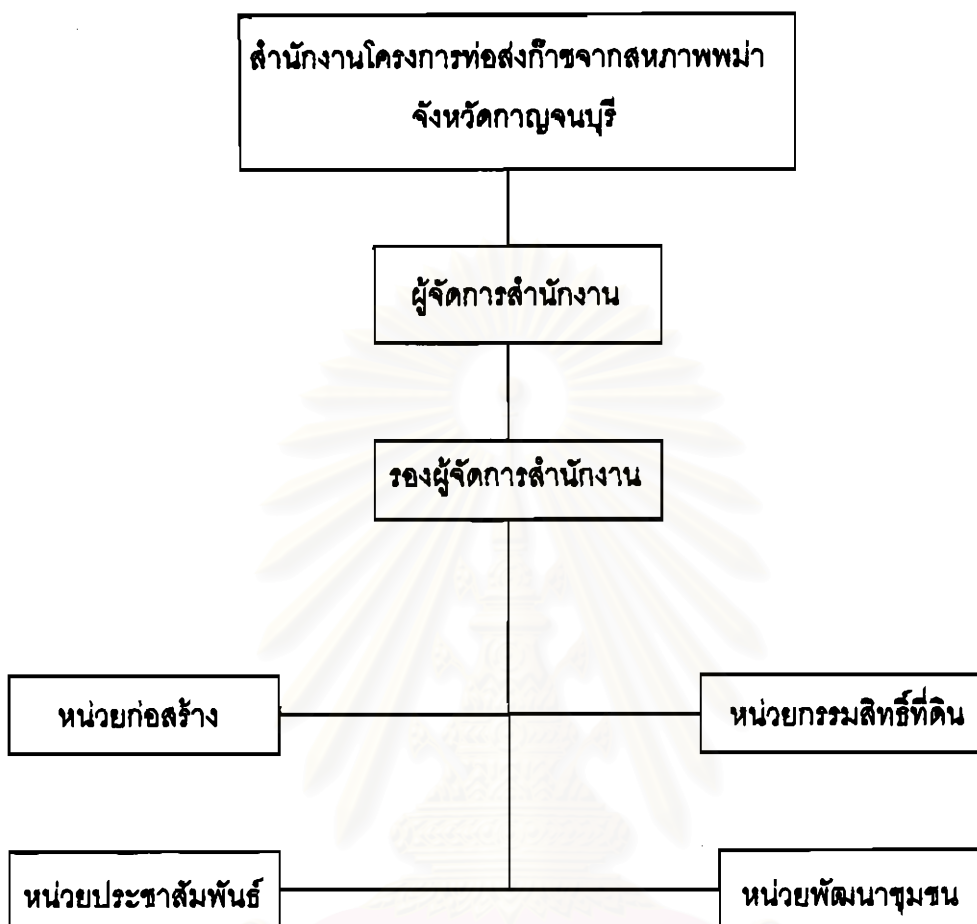 สำนักงานโครงการท่อส่งก๊าซจากสหภาพพม่า
จังหวัดกาญจนบุรี
ผู้จัดการสำนักงาน
รองผู้จัดการสำนักงาน
หน่วยก่อสร้าง
หน่วยกรรมสิทธิ์ที่ดิน
หน่วยประชาสัมพันธ์
หน่วยพัฒนาชุมชน